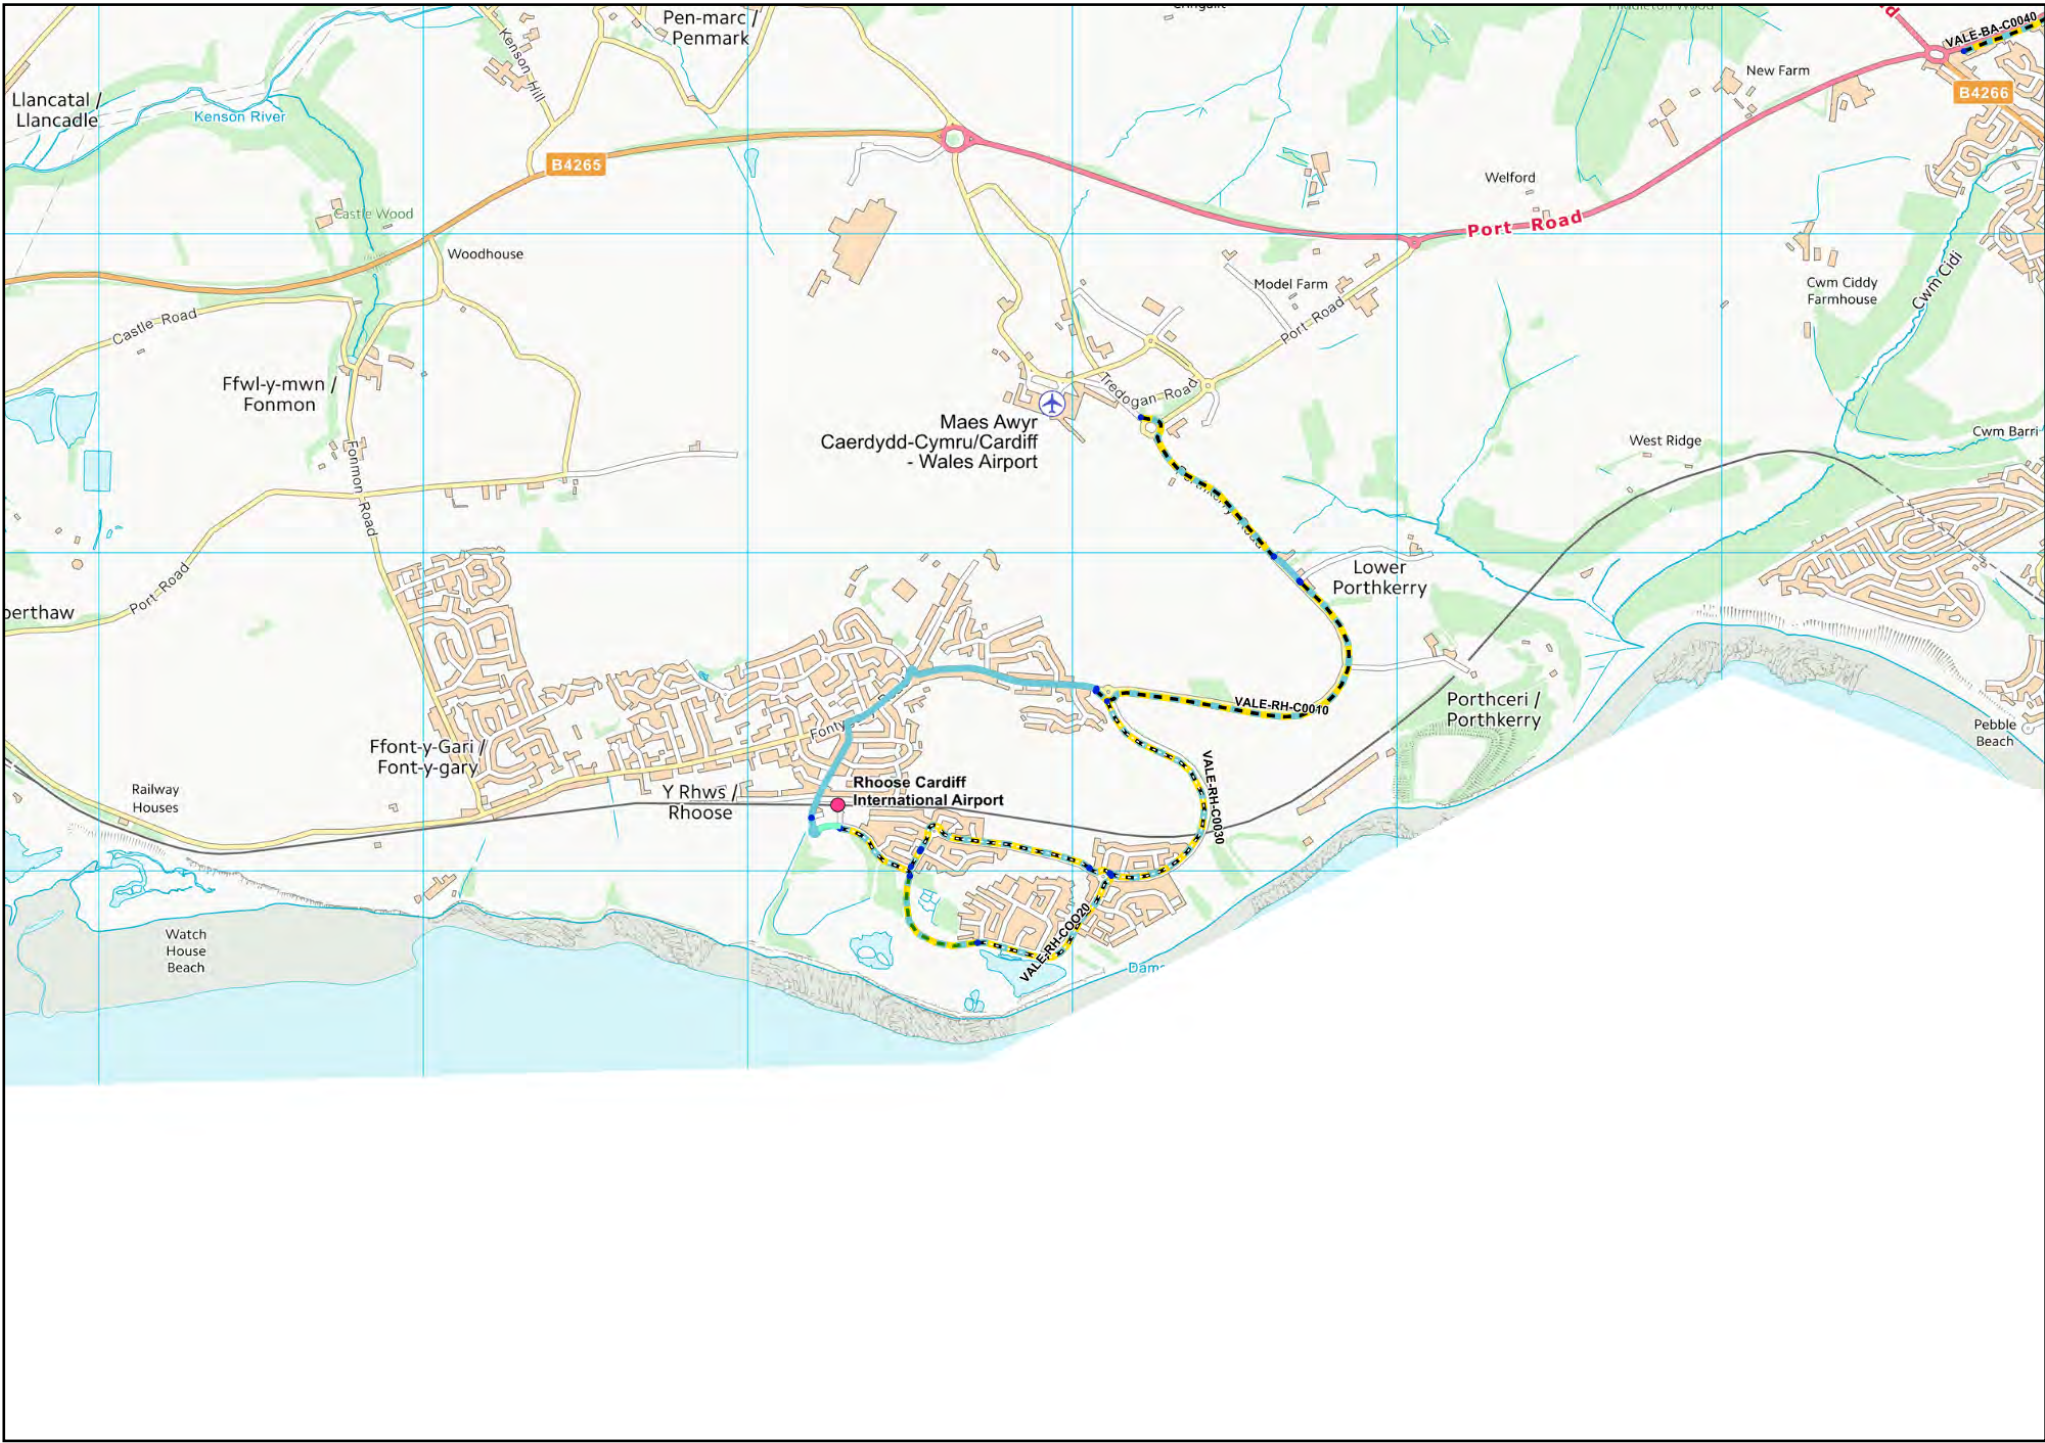 Pen-marc /
Penmark
Kenson Hill
VALE-BA-C0040
New Farm
B4266
Llancatal /
Llancadle
Kenson River
B4265
Welford
Castle Wood
Port Road
Woodhouse
Cwm Cidi
Model Farm
Cwm Ciddy
Farmhouse
Castle Road
Port Road
Ffwl-y-mwn /
Fonmon
Tredogan Road
Maes Awyr
Caerdydd-Cymru/Cardiff
- Wales Airport
West Ridge
Cwm Barri
Fonmon Road
Lower
Porthkerry
Port Road
berthaw
VALE-RH-C0010
Porthceri /
Porthkerry
Pebble
Beach
Ffont-y-Gari /
Font-y-gary
VALE-RH-C0030
Railway
Houses
Y Rhws /
Rhoose
Rhoose Cardiff
International Airport
Watch
House
Beach
VALE-RH-COO20